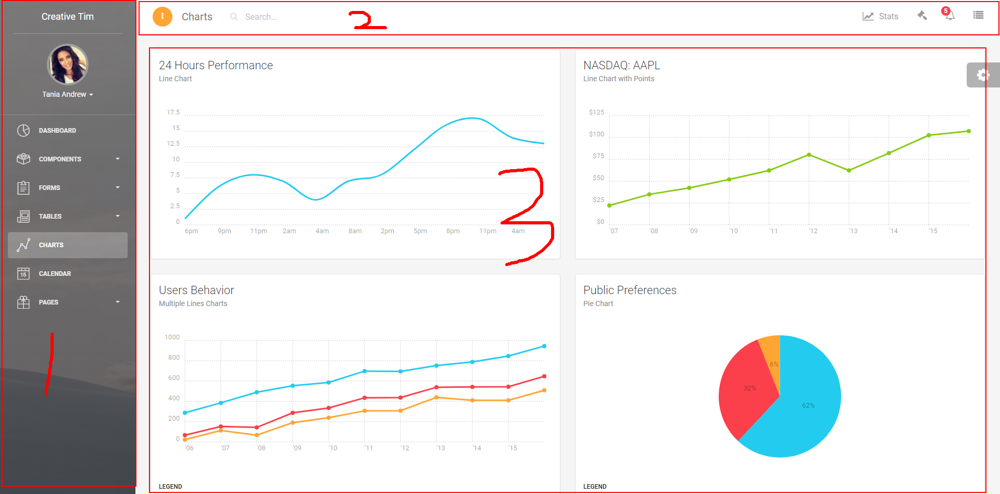 Creative Tim
Tania Andrew
DASHBOARD
COMPONENTS
FORMS
TABLES
CHARTS
15
CALENDAR
PAGES
1
Charts
Search...
2
Stats
5
24 Hours Performance
Line Chart
17.5
15
12.5
10
7.5
5
2.5
0
6pm 9pm 11pm 2am 4am 8am 2pm 5pm 8pm 11pm 4am
3
NASDAQ: AAPL
Line Chart with Points
$125
$100
$75
$50
$25
$0
'07 '08 '09 '10 '11 '12 '13 '14 '15
Users Behavior
Multiple Lines Charts
1000
800
600
400
200
0
'06 '07 '08 '09 '10 '11 '12 '13 '14 '15
LEGEND
Public Preferences
Pie Chart
6%
32%
62%
LEGEND